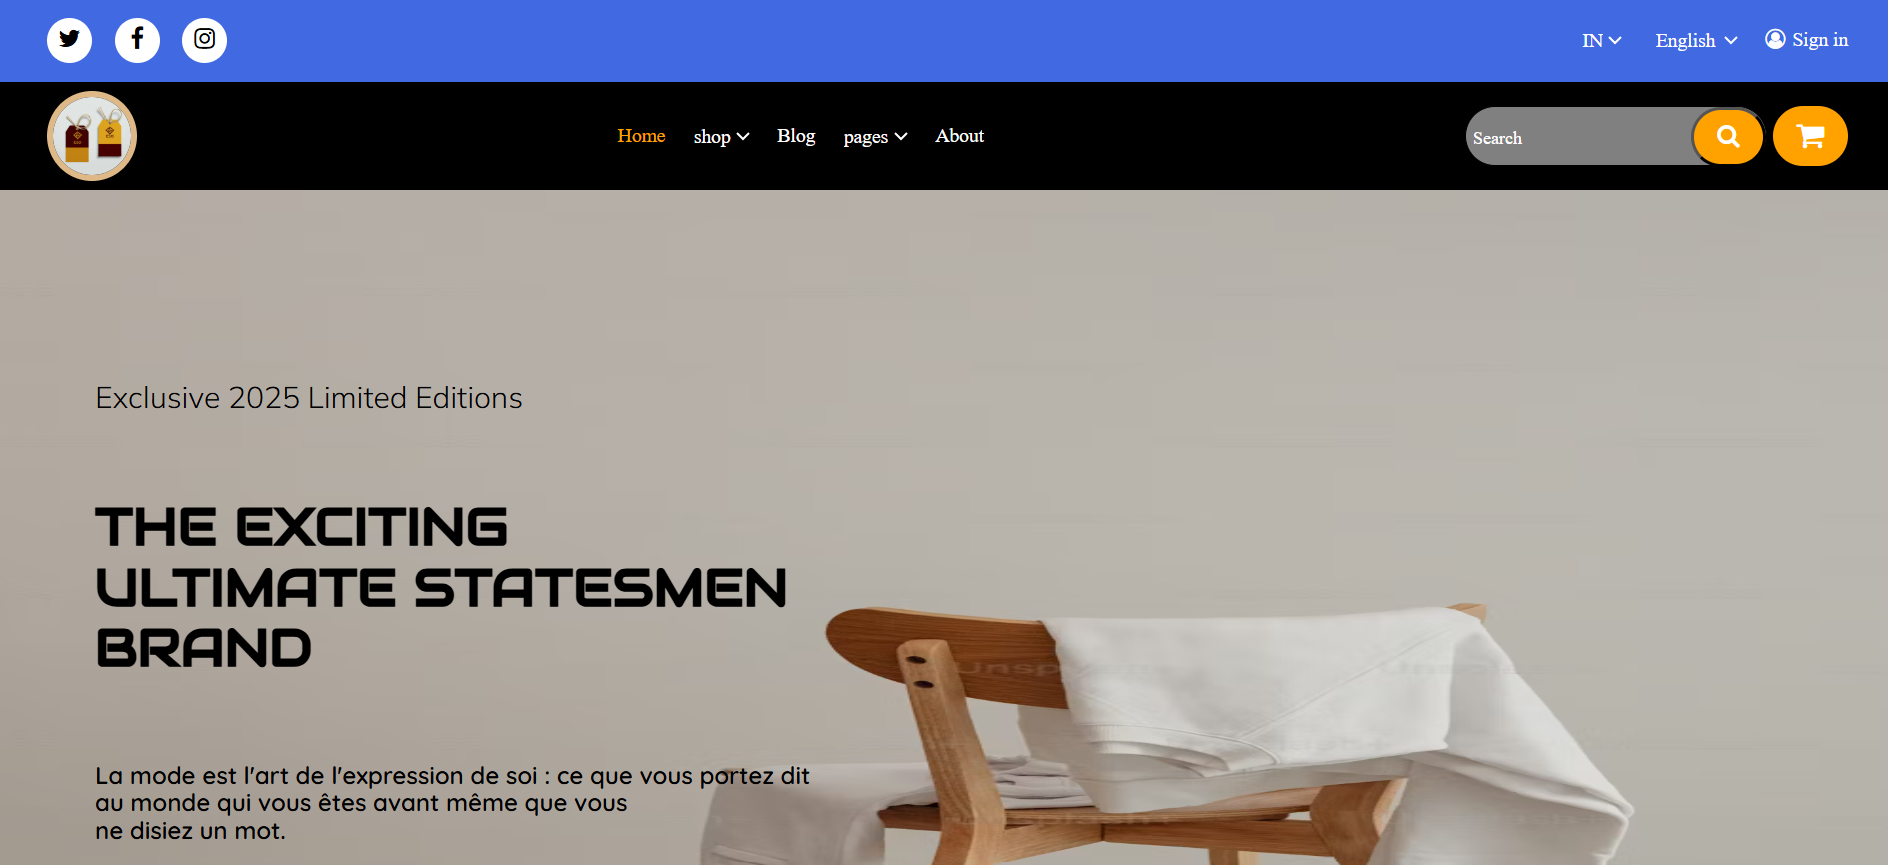 IN
English
Sign in
Home
shop
Blog
pages
About
Search
Exclusive 2025 Limited Editions
THE EXCITING
ULTIMATE STATESMEN
BRAND
La mode est l'art de l'expression de soi : ce que vous portez dit
au monde qui vous êtes avant même que vous
ne disiez un mot.